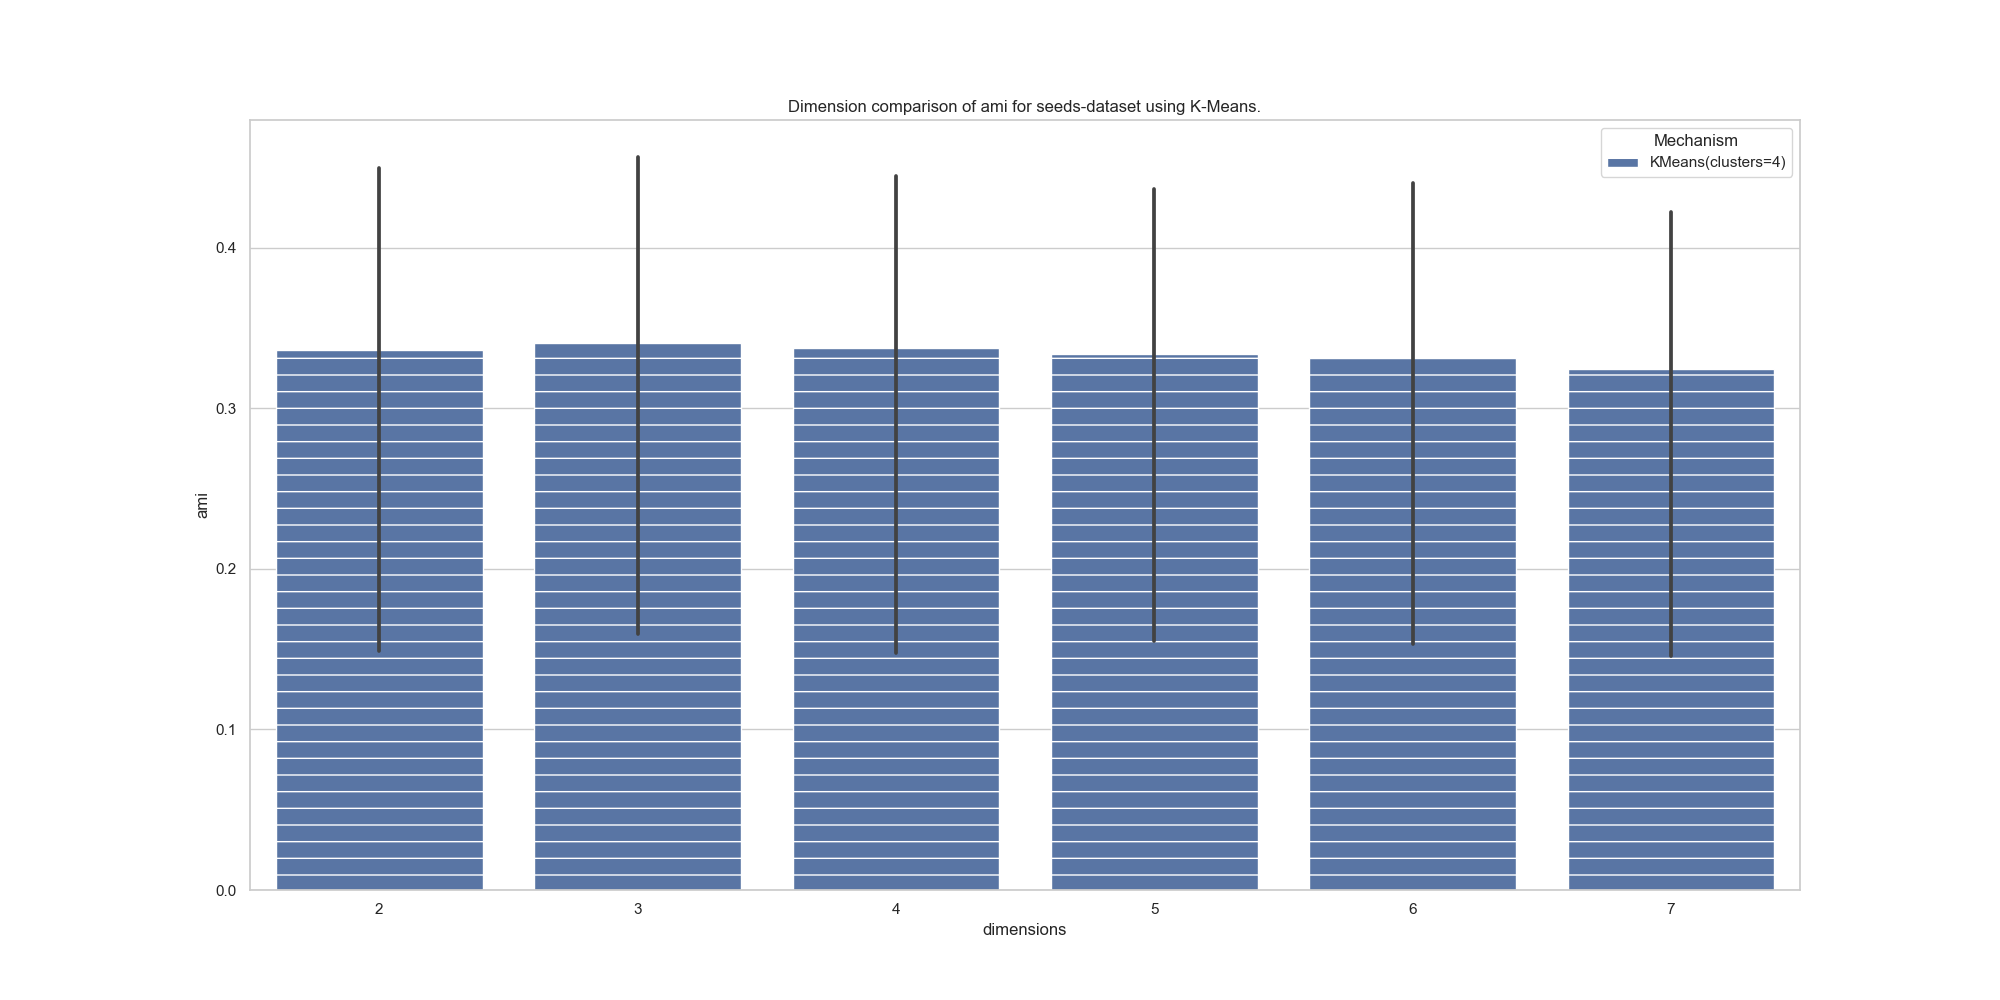 Dimension comparison of ami for seeds-dataset using K-Means.
Mechanism
KMeans(clusters=4)
0.4
0.3
0.2
0.1
0.0
ami
2 3 4 5 6 7
dimensions